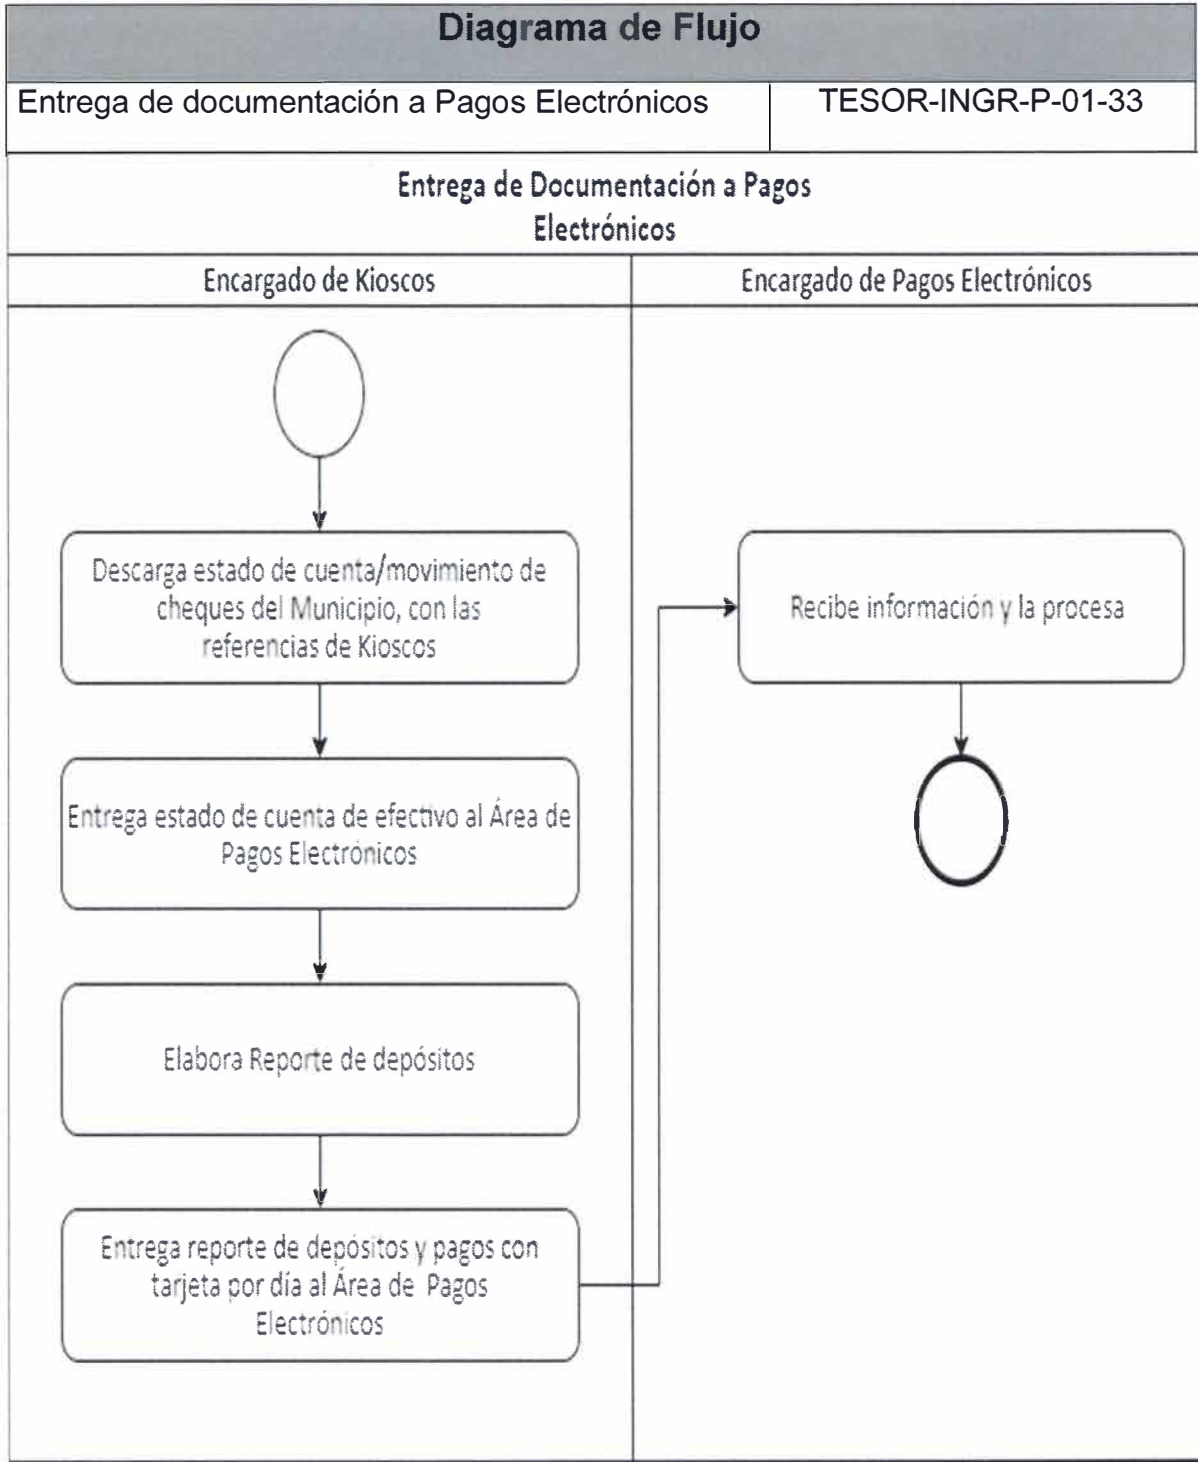 Diagrama de Flujo
Entrega de documentación a Pagos Electrónicos
TESOR-INGR-P-01-33
Entrega de Documentación a Pagos
Electrónicos
Encargado de Kioscos
Encargado de Pagos Electrónicos
Descarga estado de cuenta/movimiento de
cheques del Municipio, con las
referencias de Kioscos
Entrega estado de cuenta de efectivo al Área de
Pagos Electrónicos
Elabora Reporte de depósitos
Entrega reporte de depósitos y pagos con
tarjeta por día al Área de Pagos
Electrónicos
Recibe información y la procesa